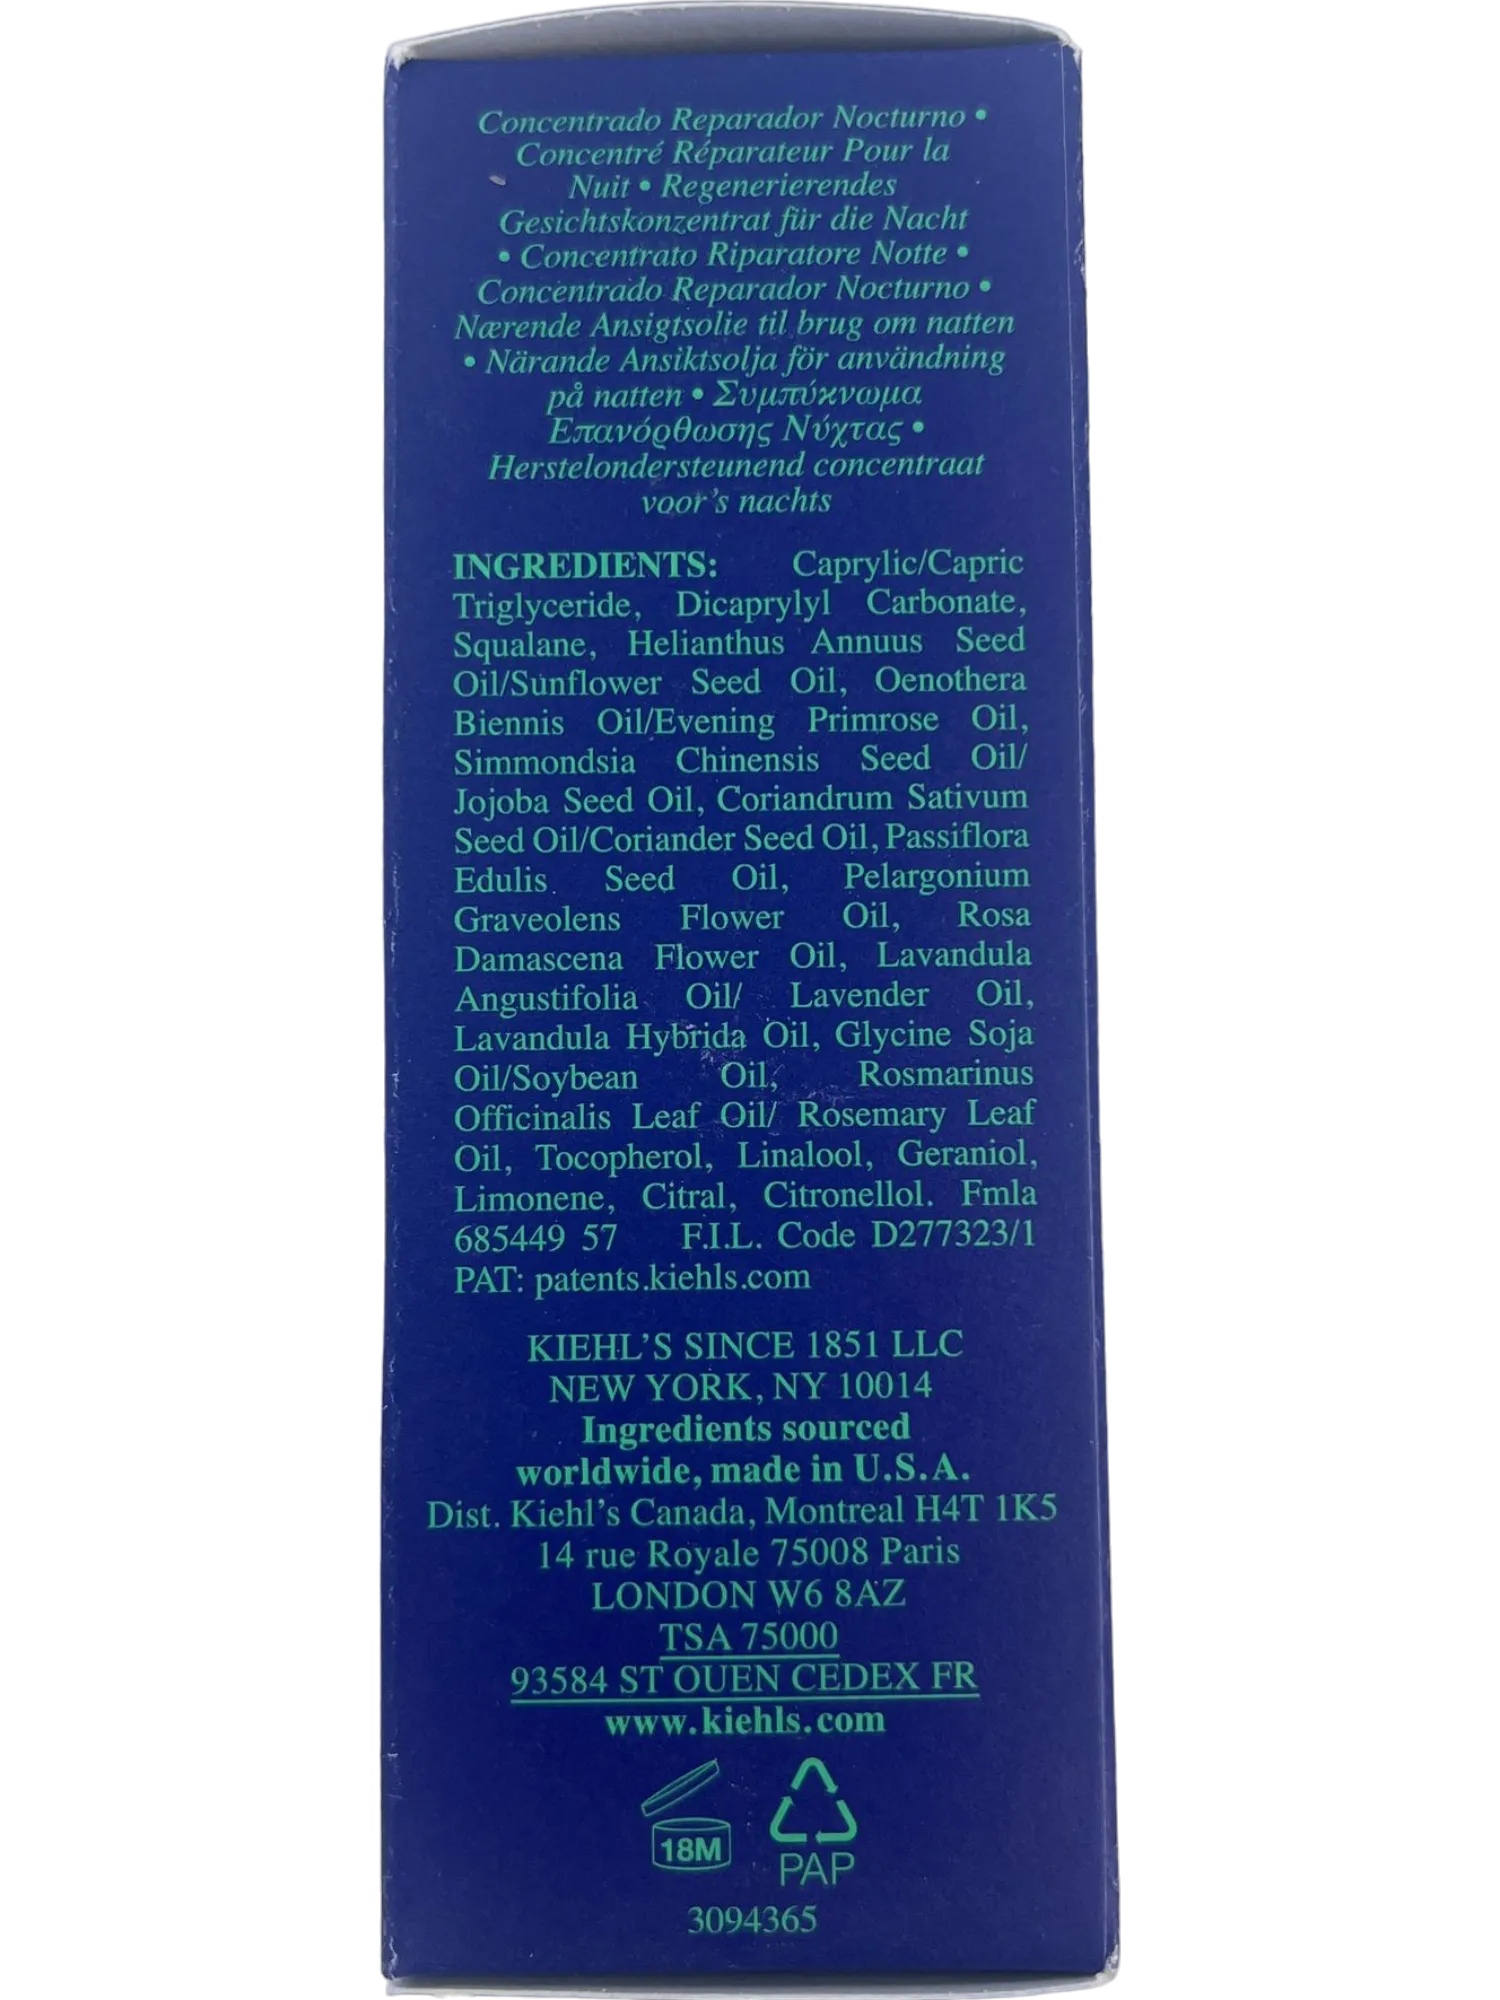 Concentrado Reparador Nocturno •
Concentré Réparateur Pour la
Nuit • Regenerierendes
Gesichtskonzentrat für die Nacht
• Concentrato Riparatore Notte •
Concentrado Reparador Nocturno •
Nærende Ansigtsolie til brug om natten
• Närande Ansiktsolja för användning
på natten • Συμπύκνωμα
Επανόρθωσης Νύχτας •
Herstelondersteunend concentraat
voor's nachts
INGREDIENTS: Caprylic/Capric
Triglyceride, Dicaprylyl Carbonate,
Squalane, Helianthus Annuus Seed
Oil/Sunflower Seed Oil, Oenothera
Biennis Oil/Evening Primrose Oil,
Simmondsia Chinensis Seed Oil/
Jojoba Seed Oil, Coriandrum Sativum
Seed Oil/Coriander Seed Oil, Passiflora
Edulis Seed Oil, Pelargonium
Graveolens Flower Oil, Rosa
Damascena Flower Oil, Lavandula
Angustifolia Oil/ Lavender Oil,
Lavandula Hybrida Oil, Glycine Soja
Oil/Soybean Oil, Rosmarinus
Officinalis Leaf Oil/ Rosemary Leaf
Oil, Tocopherol, Linalool, Geraniol,
Limonene, Citral, Citronellol. Fmla
685449 57 F.I.L. Code D277323/1
PAT: patents.kiehls.com
KIEHL'S SINCE 1851 LLC
NEW YORK, NY 10014
Ingredients sourced
worldwide, made in U.S.A.
Dist. Kiehl's Canada, Montreal H4T 1K5
14 rue Royale 75008 Paris
LONDON W6 8AZ
TSA 75000
93584 ST OUEN CEDEX FR
www.kiehls.com
18M
PAP
3094365